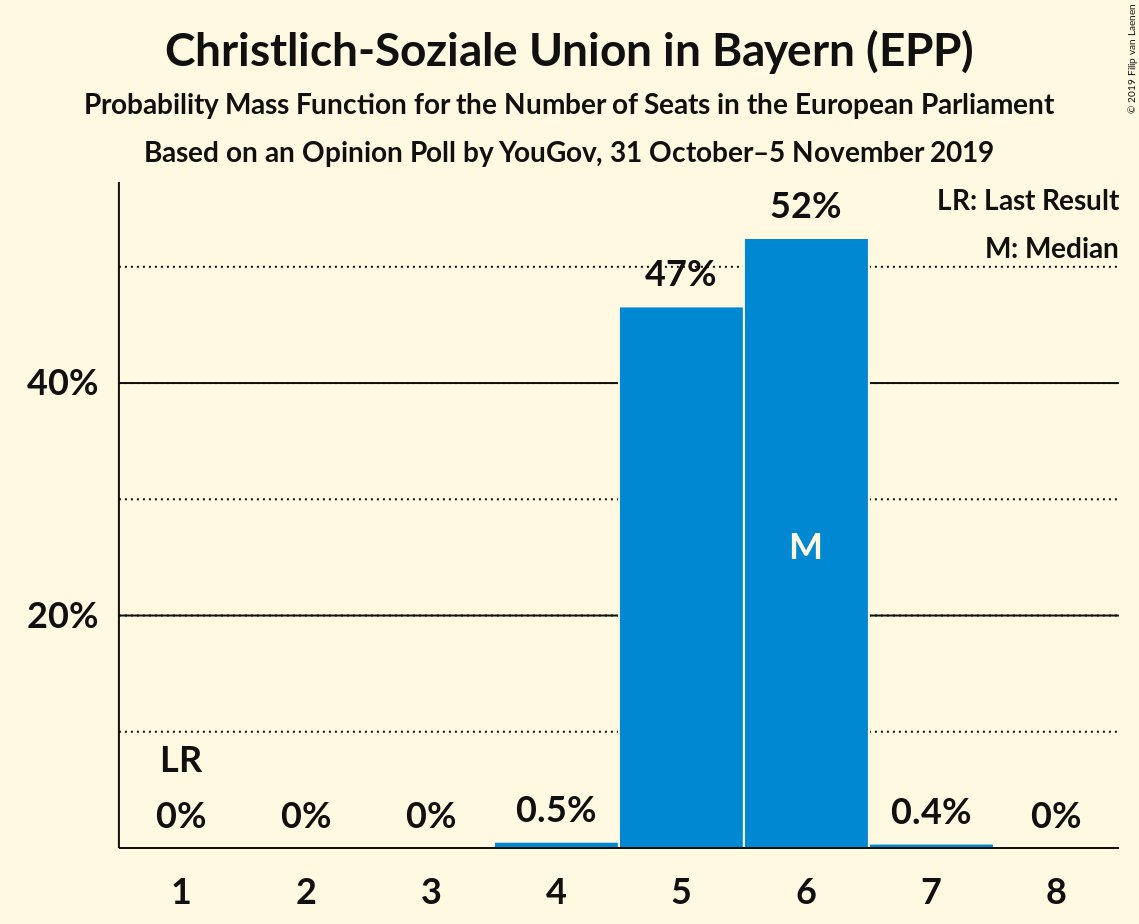 Christlich-Soziale Union in Bayern (EPP)
Probability Mass Function for the Number of Seats in the European Parliament
Based on an Opinion Poll by YouGov, 31 October–5 November 2019
© 2019 Filip van Laenen
LR: Last Result
M: Median
52%
47%
40%
M
20%
LR
0% 0% 0% 0.5% 0.4% 0%
1 2 3 4 5 6 7 8